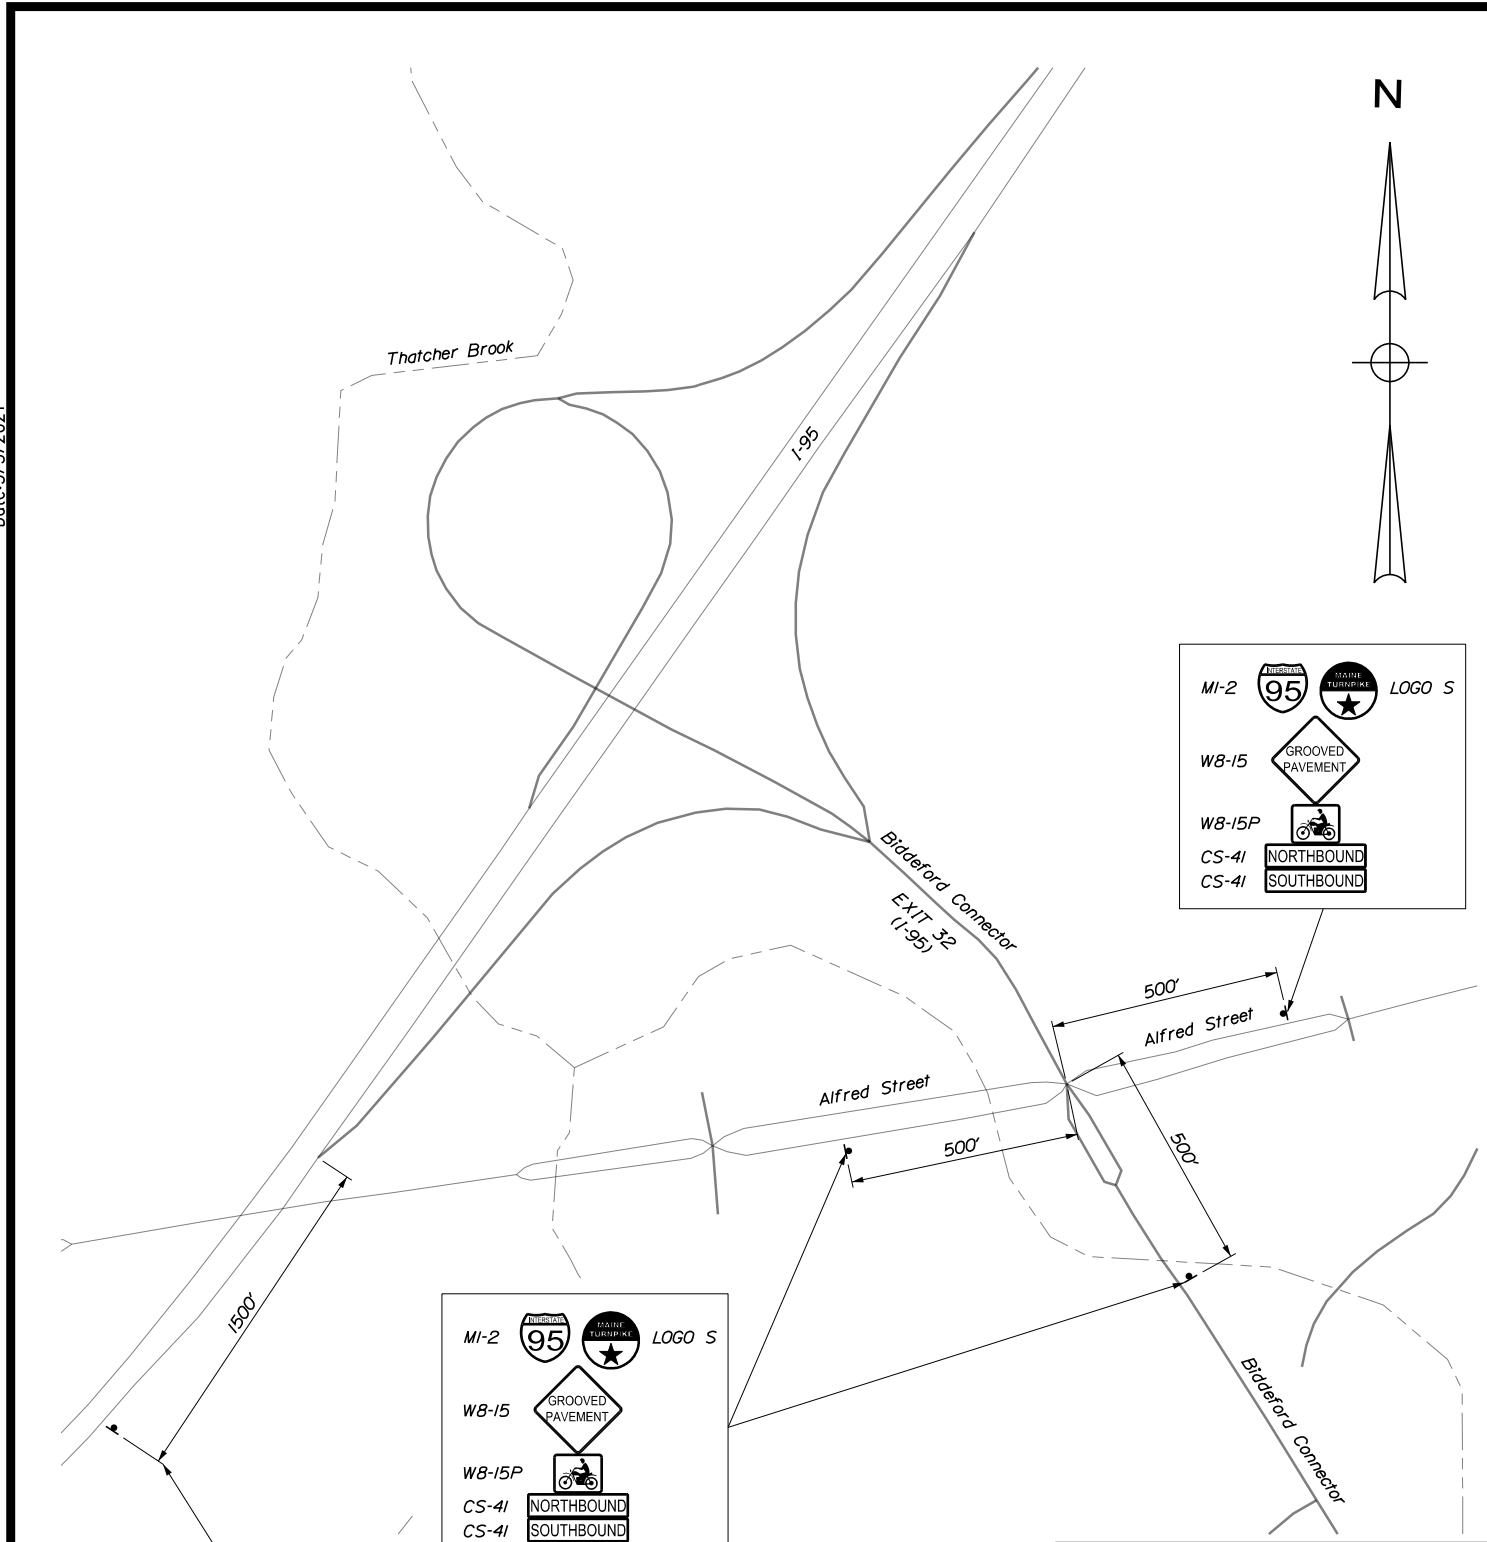 N
Thatcher Brook
I-95
MI-2
INTERSTATE
95
MAINE
TURNPIKE
LOGO S
W8-15
GROOVED
PAVEMENT
W8-15P
CS-41
NORTHBOUND
CS-41
SOUTHBOUND
Biddeford Connector
EXIT 32
(I-95)
500'
Alfred Street
Alfred Street
500'
500'
1500'
MI-2
INTERSTATE
95
MAINE
TURNPIKE
LOGO S
W8-15
GROOVED
PAVEMENT
W8-15P
CS-41
NORTHBOUND
CS-41
SOUTHBOUND
Biddeford Connector